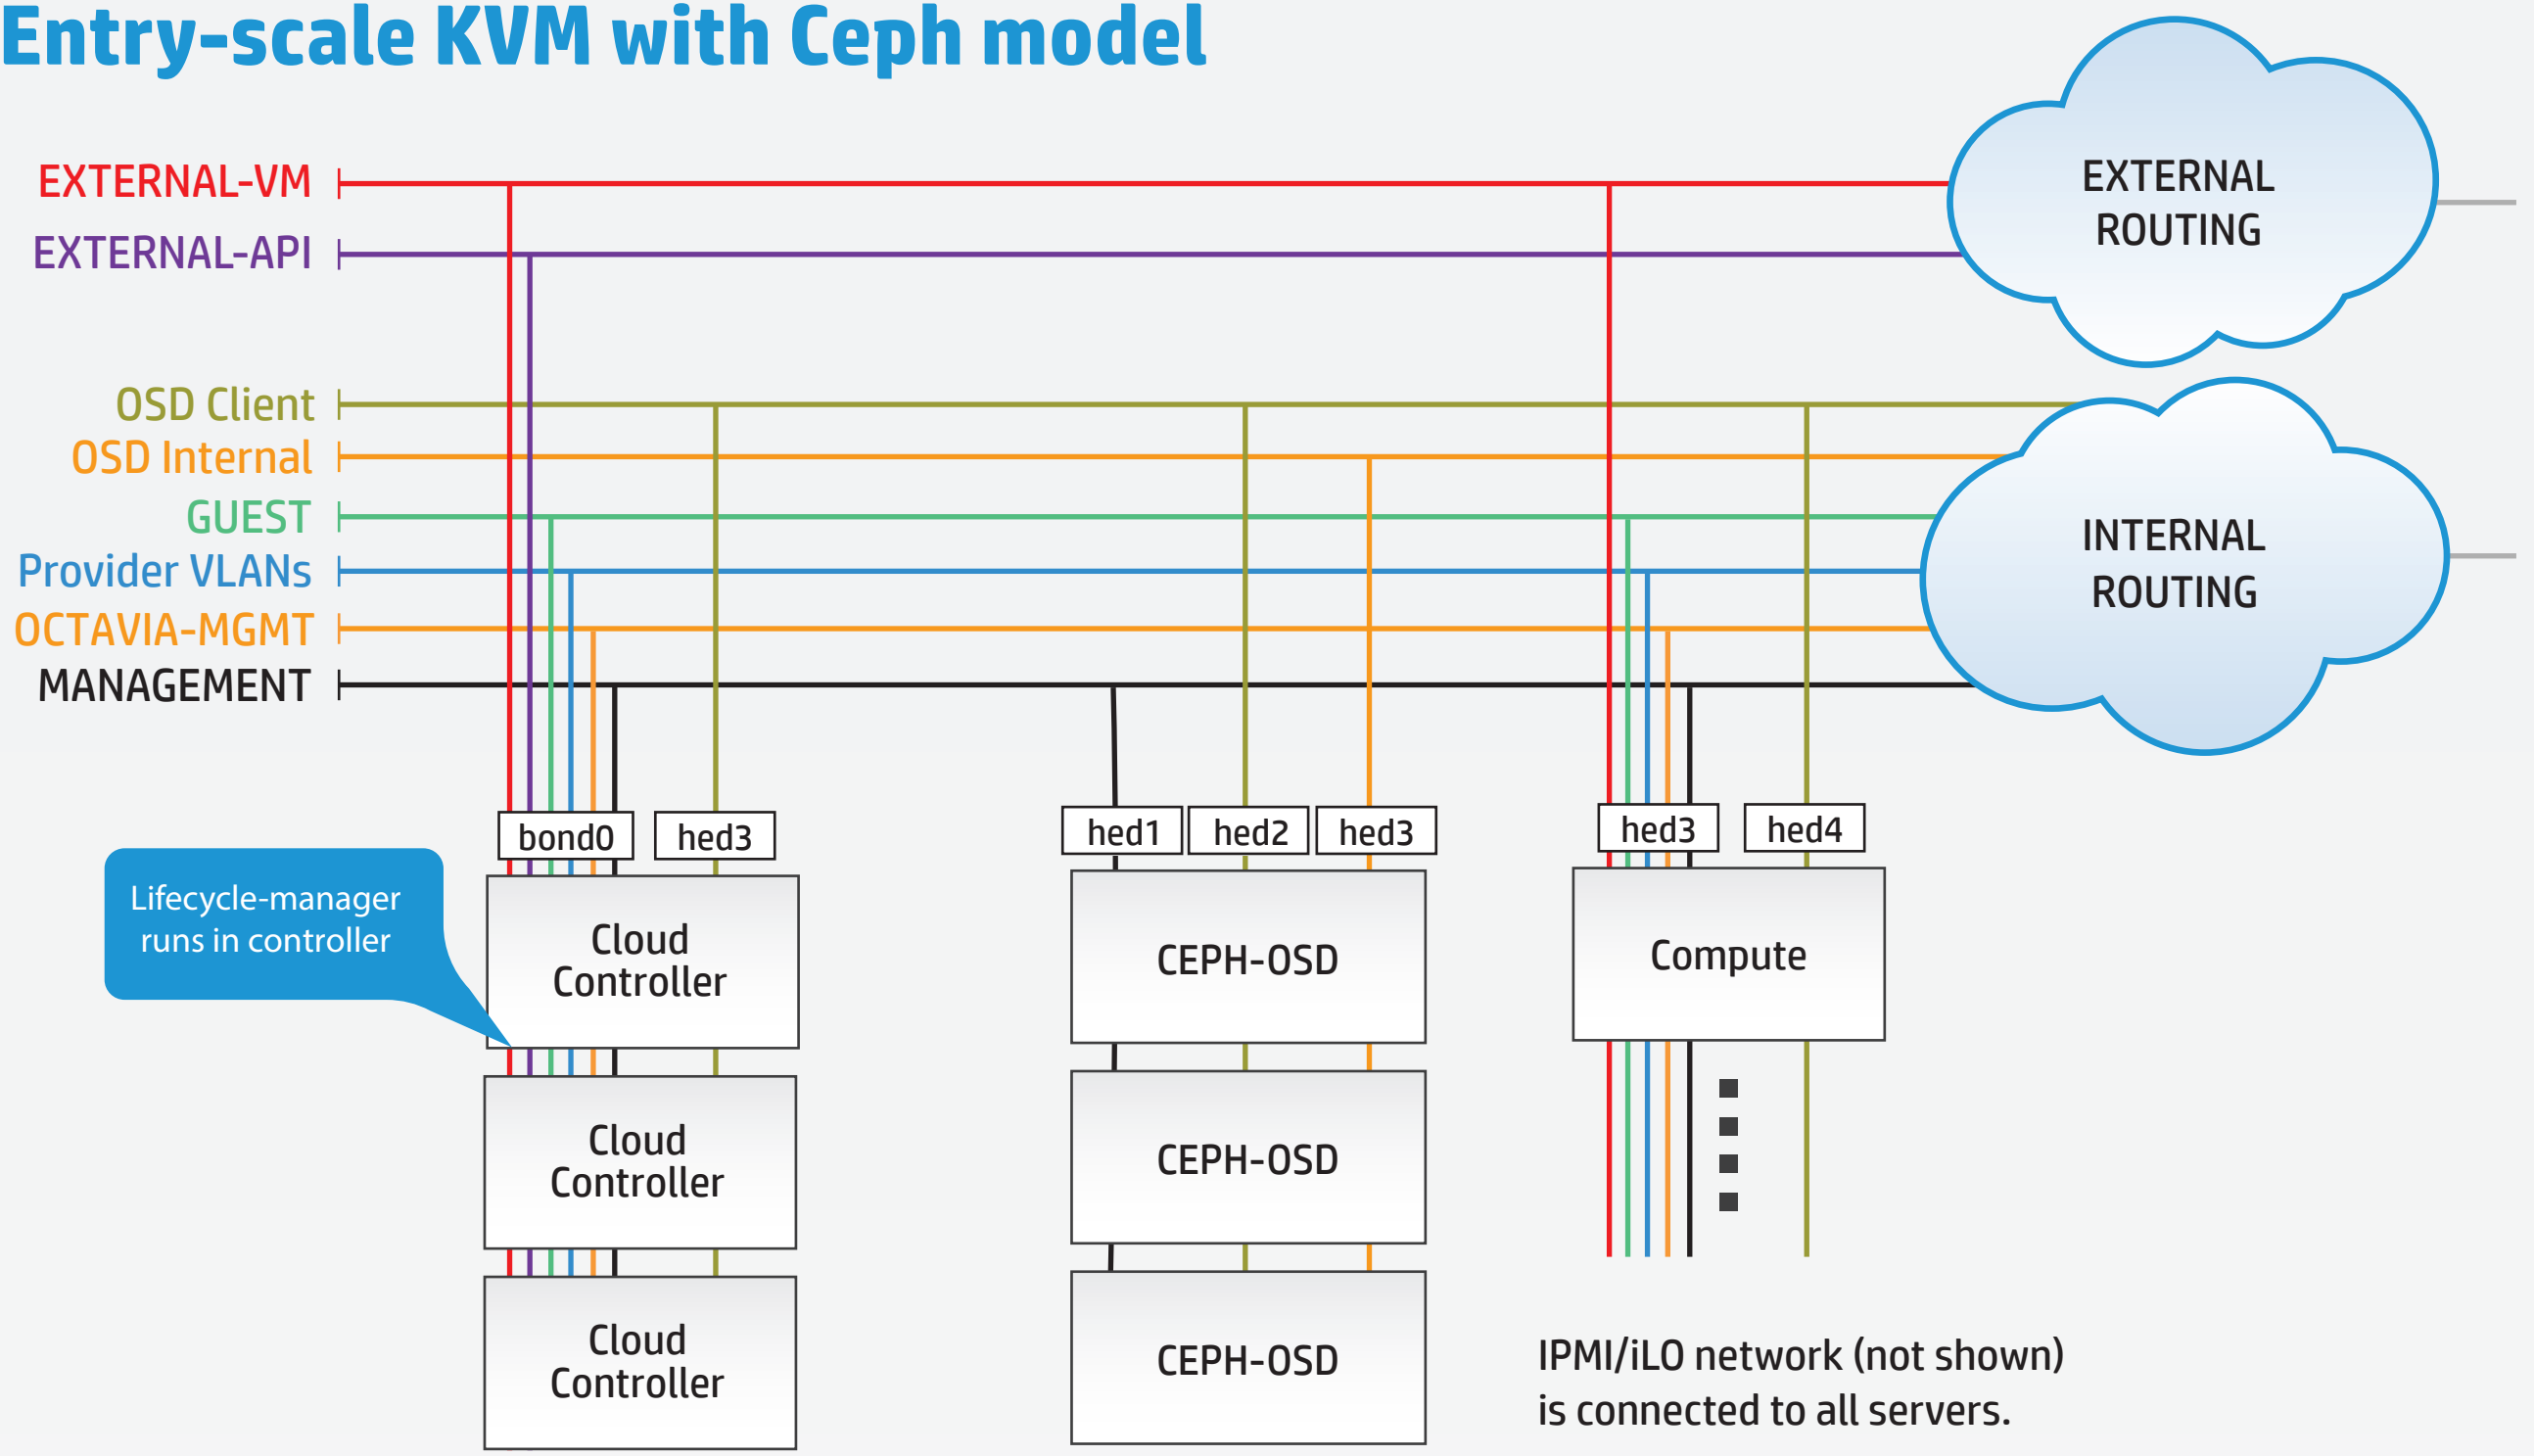 Entry-scale KVM with Ceph model
EXTERNAL-VM
EXTERNAL-API
EXTERNAL
ROUTING
OSD Client
OSD Internal
GUEST
Provider VLANs
OCTAVIA-MGMT
MANAGEMENT
INTERNAL
ROUTING
bond0
hed3
hed1
hed2
hed3
hed3
hed4
Lifecycle-manager
runs in controller
Cloud
Controller
CEPH-OSD
Compute
Cloud
Controller
CEPH-OSD
Cloud
Controller
CEPH-OSD
IPMI/iLO network (not shown)
is connected to all servers.